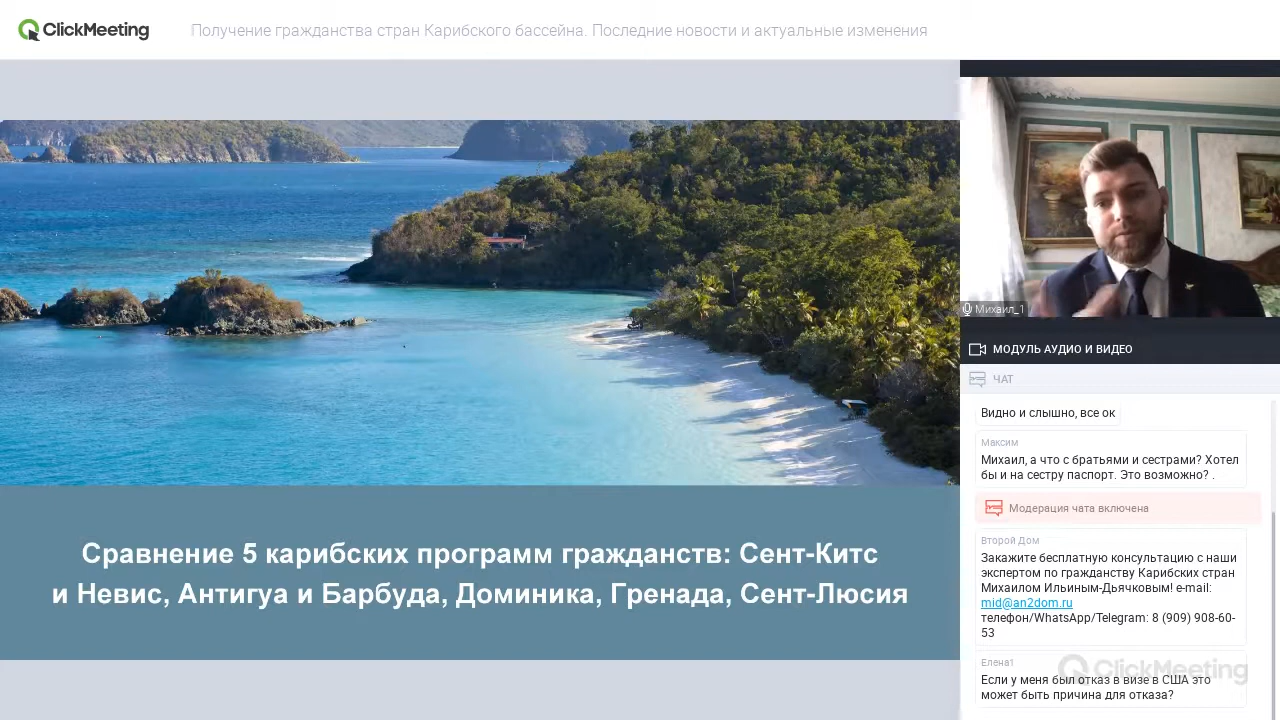 ClickMeeting
Получение гражданства стран Карибского бассейна. Последние новости и актуальные изменения
Сравнение 5 карибских программ гражданств: Сент-Китс
и Невис, Антигуа и Барбуда, Доминика, Гренада, Сент-Люсия
Михаил_1
МОДУЛЬ АУДИО И ВИДЕО
ЧАТ
Видно и слышно, все ок
Максим
Михаил, а что с братьями и сестрами? Хотел
бы и на сестру паспорт. Это возможно? .
Модерация чата включена
Второй Дом
Закажите бесплатную консультацию с наши
экспертом по гражданству Карибских стран
Михаилом Ильиным-Дьячковым! e-mail:
mid@an2dom.ru
телефон/WhatsApp/Telegram: 8 (909) 908-60-
53
Елена1
Если у меня был отказ в визе в США это
может быть причина для отказа?
ClickMeeting